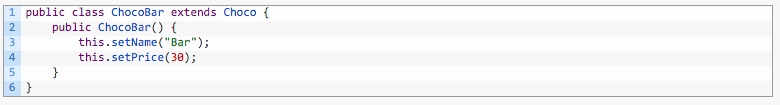 1 public class ChocoBar extends Choco {
2     public ChocoBar() {
3         this.setName("Bar");
4         this.setPrice(30);
5     }
6 }